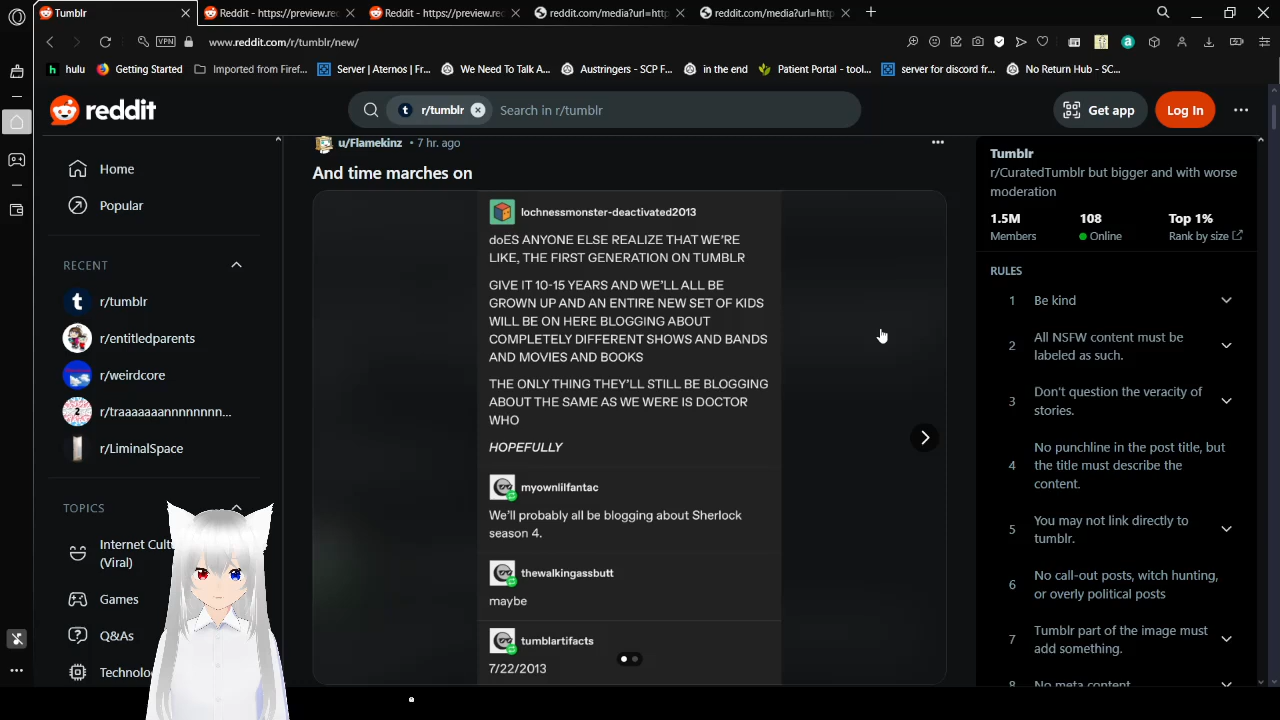 Tumblr
Reddit - https://preview.rec
Reddit - https://preview.rec
reddit.com/media?url=http
reddit.com/media?url=http
VPN
www.reddit.com/r/tumblr/new/
hulu
Getting Started
Imported from Firef...
Server | Aternos | Fr...
We Need To Talk A...
Austringers - SCP F...
in the end
Patient Portal - tool...
server for discord fr...
No Return Hub - SC...
reddit
r/tumblr
Search in r/tumblr
Get app
Log In
Home
Popular
RECENT
r/tumblr
r/entitledparents
r/weirdcore
r/traaaaaaannnnnnnn...
r/LiminalSpace
TOPICS
Internet Cult
(Viral)
Games
Q&As
Technolo
u/Flamekinz • 7 hr. ago
And time marches on
lochnessmonster-deactivated2013
doES ANYONE ELSE REALIZE THAT WE'RE
LIKE, THE FIRST GENERATION ON TUMBLR
GIVE IT 10-15 YEARS AND WE'LL ALL BE
GROWN UP AND AN ENTIRE NEW SET OF KIDS
WILL BE ON HERE BLOGGING ABOUT
COMPLETELY DIFFERENT SHOWS AND BANDS
AND MOVIES AND BOOKS
THE ONLY THING THEY'LL STILL BE BLOGGING
ABOUT THE SAME AS WE WERE IS DOCTOR
WHO
HOPEFULLY
myownlilfantac
We'll probably all be blogging about Sherlock
season 4.
thewalkingassbutt
maybe
tumblartifacts
7/22/2013
Tumblr
r/CuratedTumblr but bigger and with worse
moderation
1.5M
Members
108
Online
Top 1%
Rank by size
RULES
1 Be kind
2 All NSFW content must be
labeled as such.
3 Don't question the veracity of
stories.
4 No punchline in the post title, but
the title must describe the
content.
5 You may not link directly to
tumblr.
6 No call-out posts, witch hunting,
or overly political posts
7 Tumblr part of the image must
add something.
8 No meta content